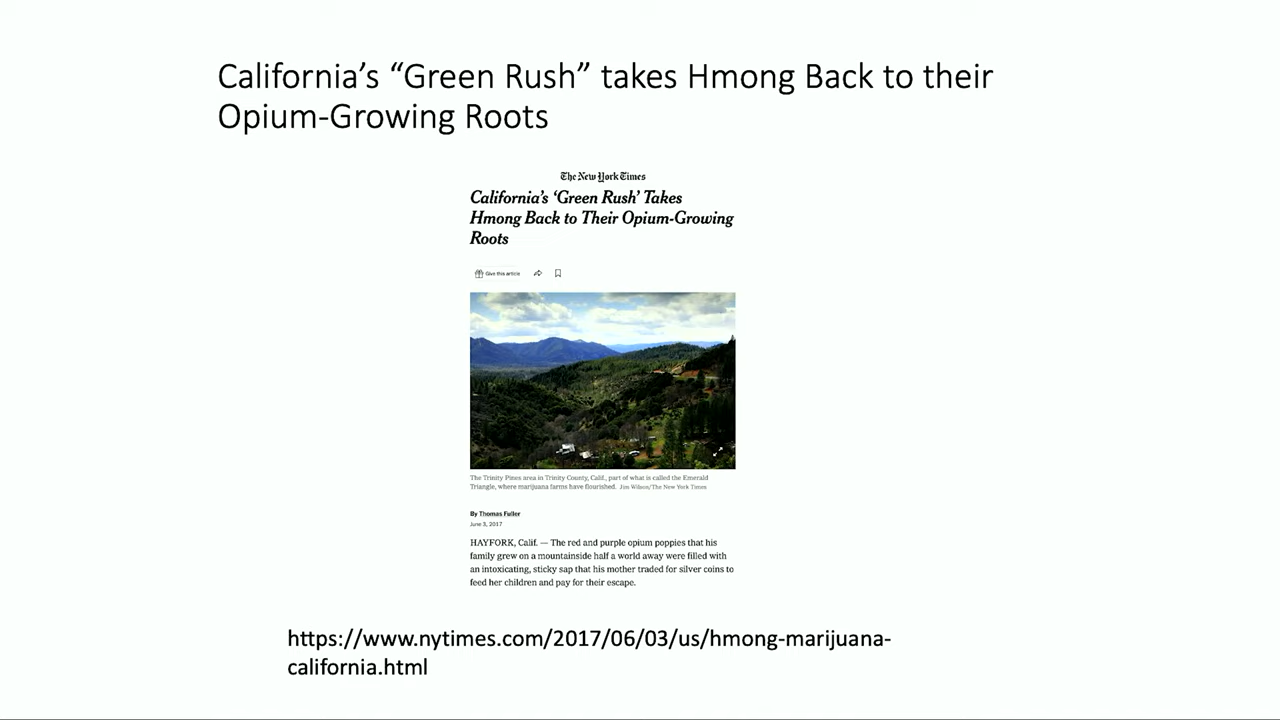 California’s “Green Rush” takes Hmong Back to their
Opium-Growing Roots
The New York Times
California’s ‘Green Rush’ Takes
Hmong Back to Their Opium-Growing
Roots
Give this article
The Trinity Pines area in Trinity County, Calif., part of what is called the Emerald
Triangle, where marijuana farms have flourished. Jim Wilson/The New York Times
By Thomas Fuller
June 3, 2017
HAYFORK, Calif. — The red and purple opium poppies that his
family grew on a mountainside half a world away were filled with
an intoxicating, sticky sap that his mother traded for silver coins to
feed her children and pay for their escape.
https://www.nytimes.com/2017/06/03/us/hmong-marijuana-
california.html